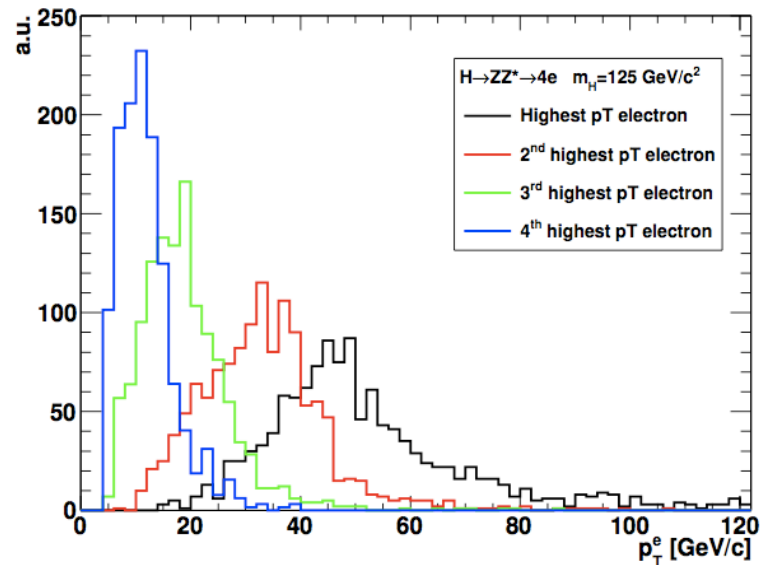 a.u.
250
200
150
100
50
0
H→ZZ*→4e m_H=125 GeV/c²
Highest pT electron
2ⁿᵈ highest pT electron
3ʳᵈ highest pT electron
4ᵗʰ highest pT electron
0 20 40 60 80 100 120
p_T^e [GeV/c]